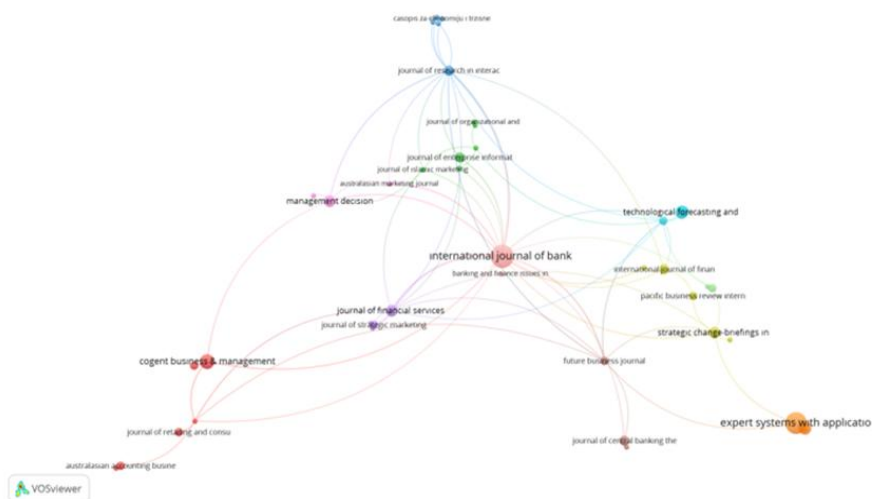 casopis za ekonomiju i trzisne
journal of research in interac
journal of organizational and
journal of enterprise informat
journal of islamic marketing
australasian marketing journal
management decision
technological forecasting and
international journal of bank
banking and finance issues in
international journal of finan
pacific business review intern
journal of financial services
journal of strategic marketing
strategic change-briefings in
cogent business & management
future business journal
expert systems with applicatio
journal of retailing and consu
journal of central banking the
australasian accounting busine
VOSviewer